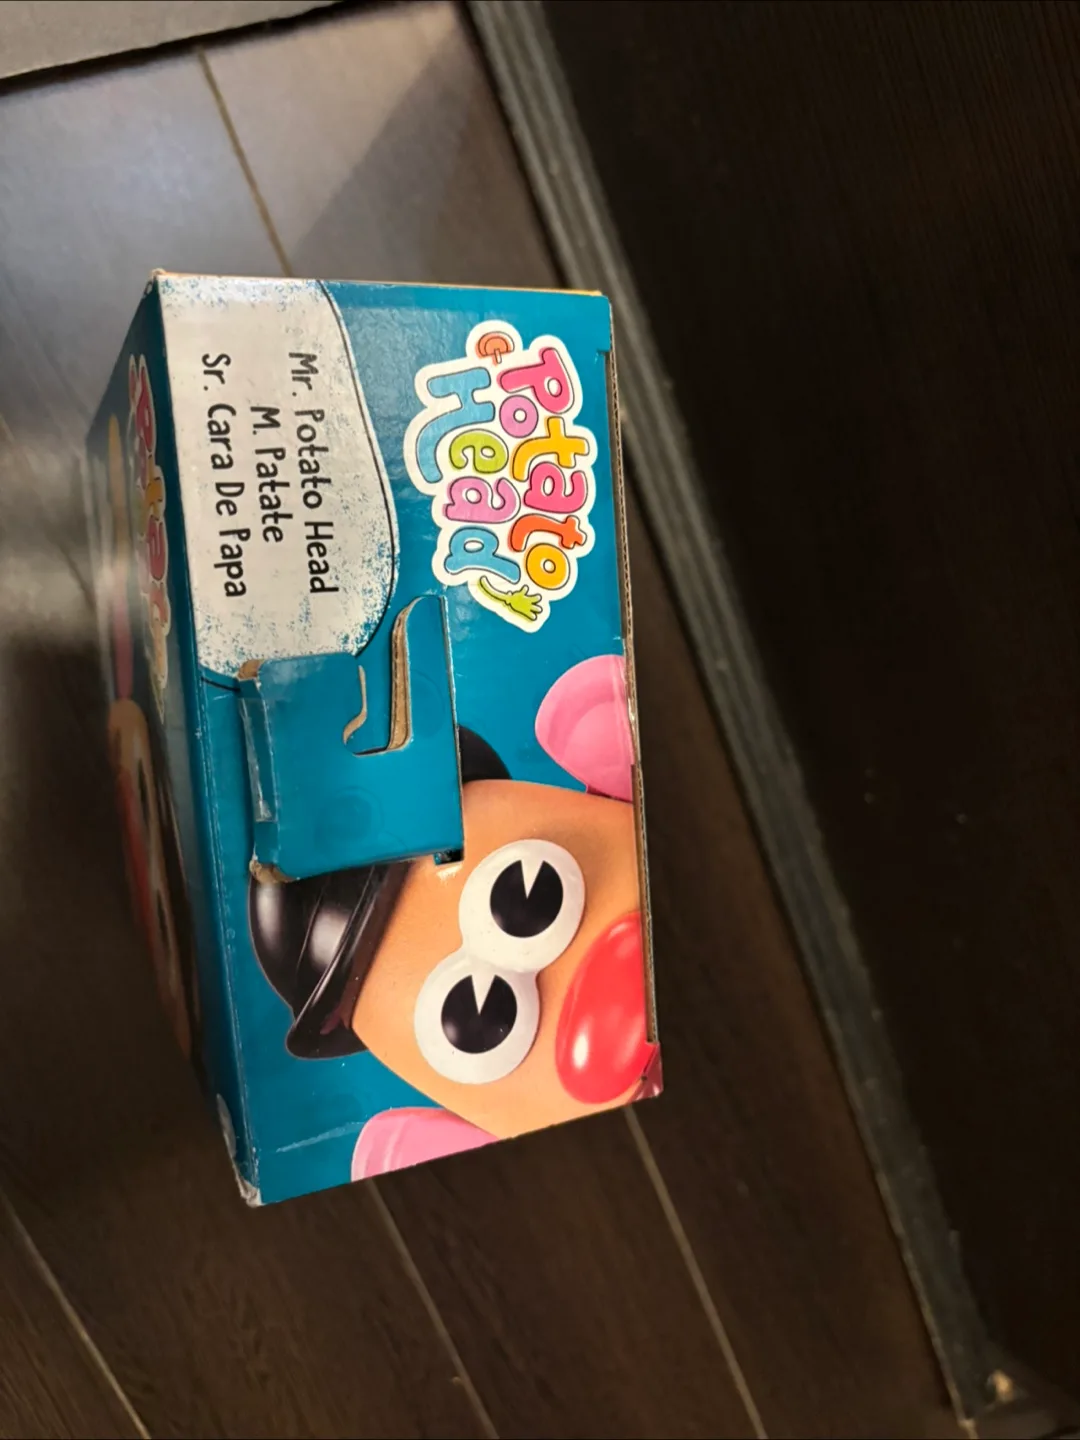 Potato
Head
Mr. Potato Head
M. Patate
Sr. Cara De Papa